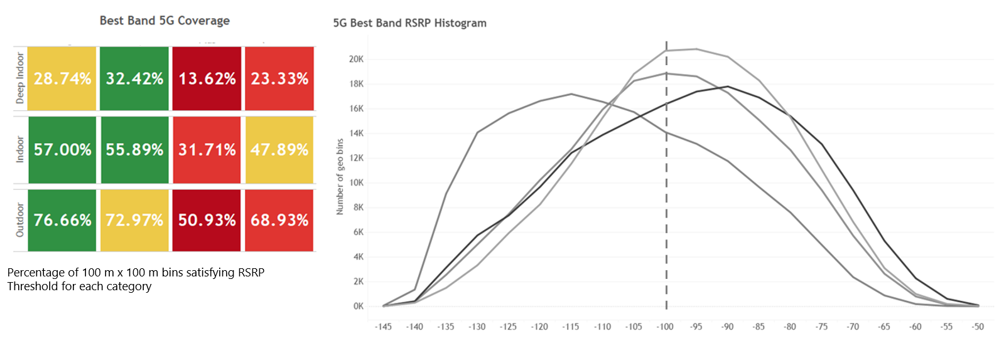 Best Band 5G Coverage
Deep Indoor
28.74% 32.42% 13.62% 23.33%
Indoor
57.00% 55.89% 31.71% 47.89%
Outdoor
76.66% 72.97% 50.93% 68.93%
Percentage of 100 m x 100 m bins satisfying RSRP
Threshold for each category
5G Best Band RSRP Histogram
Number of geo bins
20K
18K
16K
14K
12K
10K
8K
6K
4K
2K
0K
-145 -140 -135 -130 -125 -120 -115 -110 -105 -100 -95 -90 -85 -80 -75 -70 -65 -60 -55 -50